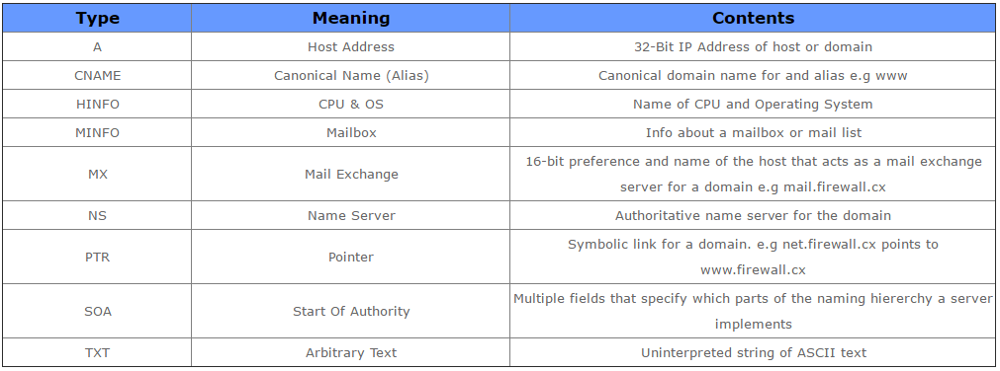 Type Meaning Contents
A Host Address 32-Bit IP Address of host or domain
CNAME Canonical Name (Alias) Canonical domain name for and alias e.g www
HINFO CPU & OS Name of CPU and Operating System
MINFO Mailbox Info about a mailbox or mail list
MX Mail Exchange 16-bit preference and name of the host that acts as a mail exchange
server for a domain e.g mail.firewall.cx
NS Name Server Authoritative name server for the domain
PTR Pointer Symbolic link for a domain. e.g net.firewall.cx points to
www.firewall.cx
SOA Start Of Authority Multiple fields that specify which parts of the naming hiererchy a server
implements
TXT Arbitrary Text Uninterpreted string of ASCII text